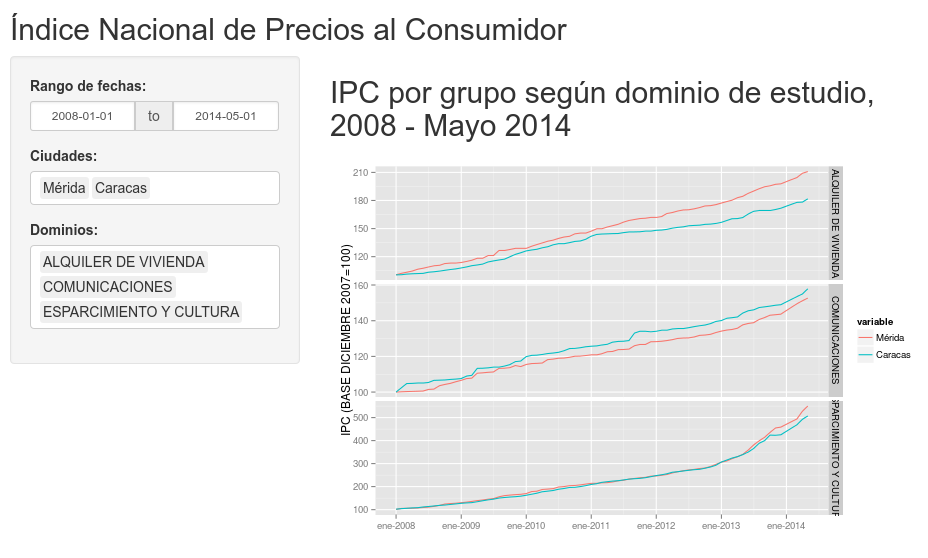 Índice Nacional de Precios al Consumidor
Rango de fechas:
2008-01-01 to 2014-05-01
Ciudades:
Mérida Caracas
Dominios:
ALQUILER DE VIVIENDA
COMUNICACIONES
ESPARCIMIENTO Y CULTURA
IPC por grupo según dominio de estudio,
2008 - Mayo 2014
IPC (BASE DICIEMBRE 2007=100)
210
180
150
120
ALQUILER DE VIVIENDA
160
140
120
100
COMUNICACIONES
500
400
300
200
100
SPARCIMIENTO Y CULTUR
ene-2008 ene-2009 ene-2010 ene-2011 ene-2012 ene-2013 ene-2014
variable
Mérida
Caracas